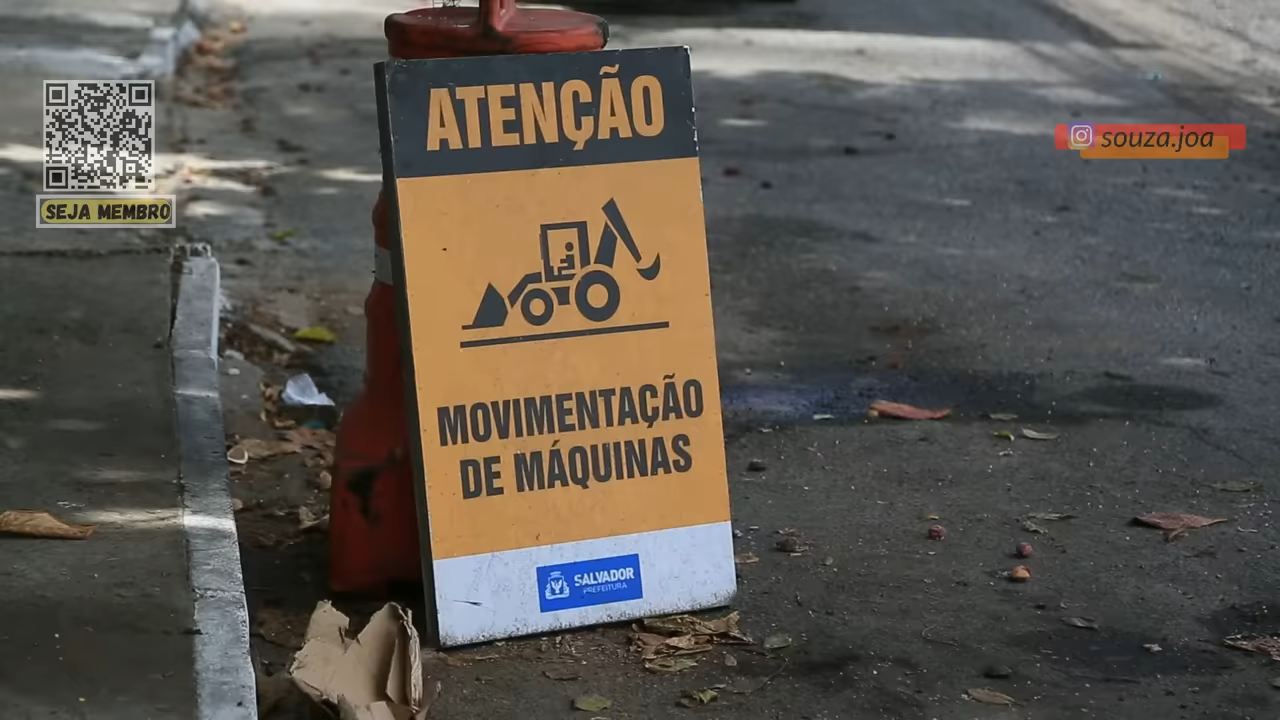 ATENÇÃO
MOVIMENTAÇÃO
DE MÁQUINAS
SALVADOR
PREFEITURA
SEJA MEMBRO
souza.joa